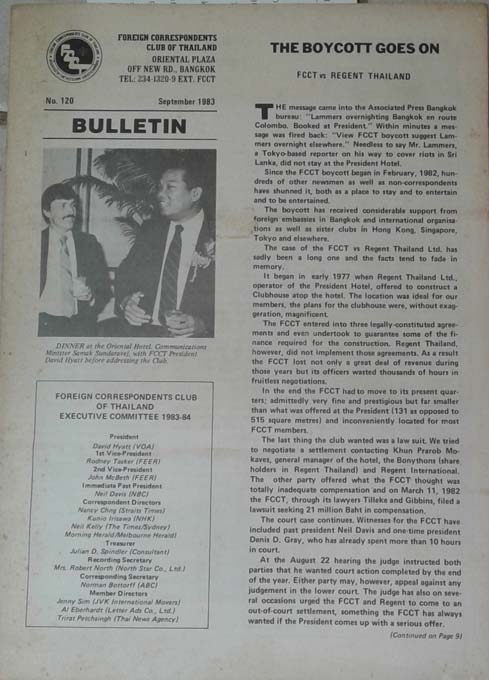 FOREIGN CORRESPONDENTS
CLUB OF THAILAND
ORIENTAL PLAZA
OFF NEW RD., BANGKOK
TEL: 234-1320-9 EXT. FCCT
No. 120
September 1983
BULLETIN
DINNER at the Oriental Hotel. Communications
Minister Samak Sundaravej, with FCCT President
David Hyatt before addressing the Club.
FOREIGN CORRESPONDENTS CLUB
OF THAILAND
EXECUTIVE COMMITTEE 1983-84
President
David Hyatt (VOA)
1st Vice-President
Rodney Tasker (FEER)
2nd Vice-President
John McBeth (FEER)
Immediate Past President
Neil Davis (NBC)
Correspondent Directors
Nancy Chng (Straits Times)
Kunio Irisawa (NHK)
Neil Kelly (The Times/Sydney)
Morning Herald/Melbourne Herald)
Treasurer
Julian D. Spindler (Consultant)
Recording Secretary
Mrs. Robert North (North Star Co., Ltd.)
Corresponding Secretary
Norman Bottorff (ABC)
Member Directors
Jenny Sim (JVK International Movers)
Al Eberhardt (Letter Ads Co., Ltd.)
Trirat Petchsingh (Thai News Agency)
THE BOYCOTT GOES ON
FCCT vs REGENT THAILAND
THE message came into the Associated Press Bangkok
bureau: "Lammers overnighting Bangkok en route
Colombo. Booked at President." Within minutes a mes-
sage was fired back: "View FCCT boycott suggest Lam-
mers overnight elsewhere." Needless to say Mr. Lammers,
a Tokyo-based reporter on his way to cover riots in Sri
Lanka, did not stay at the President Hotel.
Since the FCCT boycott began in February, 1982, hun-
dreds of other newsmen as well as non-correspondents
have shunned it, both as a place to stay and to entertain
and to be entertained.
The boycott has received considerable support from
foreign embassies in Bangkok and international organisa-
tions as well as sister clubs in Hong Kong, Singapore,
Tokyo and elsewhere.
The case of the FCCT vs Regent Thailand Ltd. has
sadly been a long one and the facts tend to fade in
memory.
It began in early 1977 when Regent Thailand Ltd.,
operator of the President Hotel, offered to construct a
Clubhouse atop the hotel. The location was ideal for our
members, the plans for the clubhouse were, without exag-
geration, magnificent.
The FCCT entered into three legally-constituted agree-
ments and even undertook to guarantee some of the fi-
nance required for the construction. Regent Thailand,
however, did not implement those agreements. As a result
the FCCT lost not only a great deal of revenue during
those years but its officers wasted thousands of hours in
fruitless negotiations.
In the end the FCCT had to move to its present quar-
ters; admittedly very fine and prestigious but far smaller
than what was offered at the President (131 as opposed to
515 square metres) and inconveniently located for most
FCCT members.
The last thing the club wanted was a law suit. We tried
to negotiate a settlement contacting Khun Prarob Mo-
kaves, general manager of the hotel, the Bonythons (share
holders in Regent Thailand) and Regent International.
The other party offered what the FCCT thought was
totally inadequate compensation and on March 11, 1982
the FCCT, through its lawyers Tilleke and Gibbins, filed a
lawsuit seeking 21 million Baht in compensation.
The court case continues. Witnesses for the FCCT have
included past president Neil Davis and one-time president
Denis D. Gray, who has already spent more than 10 hours
in court.
At the August 22 hearing the judge instructed both
parties that he wanted court action completed by the end
of the year. Either party may, however, appeal against any
judgement in the lower court. The judge has also on seve-
ral occasions urged the FCCT and Regent to come to an
out-of-court settlement, something the FCCT has always
wanted if the President comes up with a serious offer.
(Continued on Page 9)